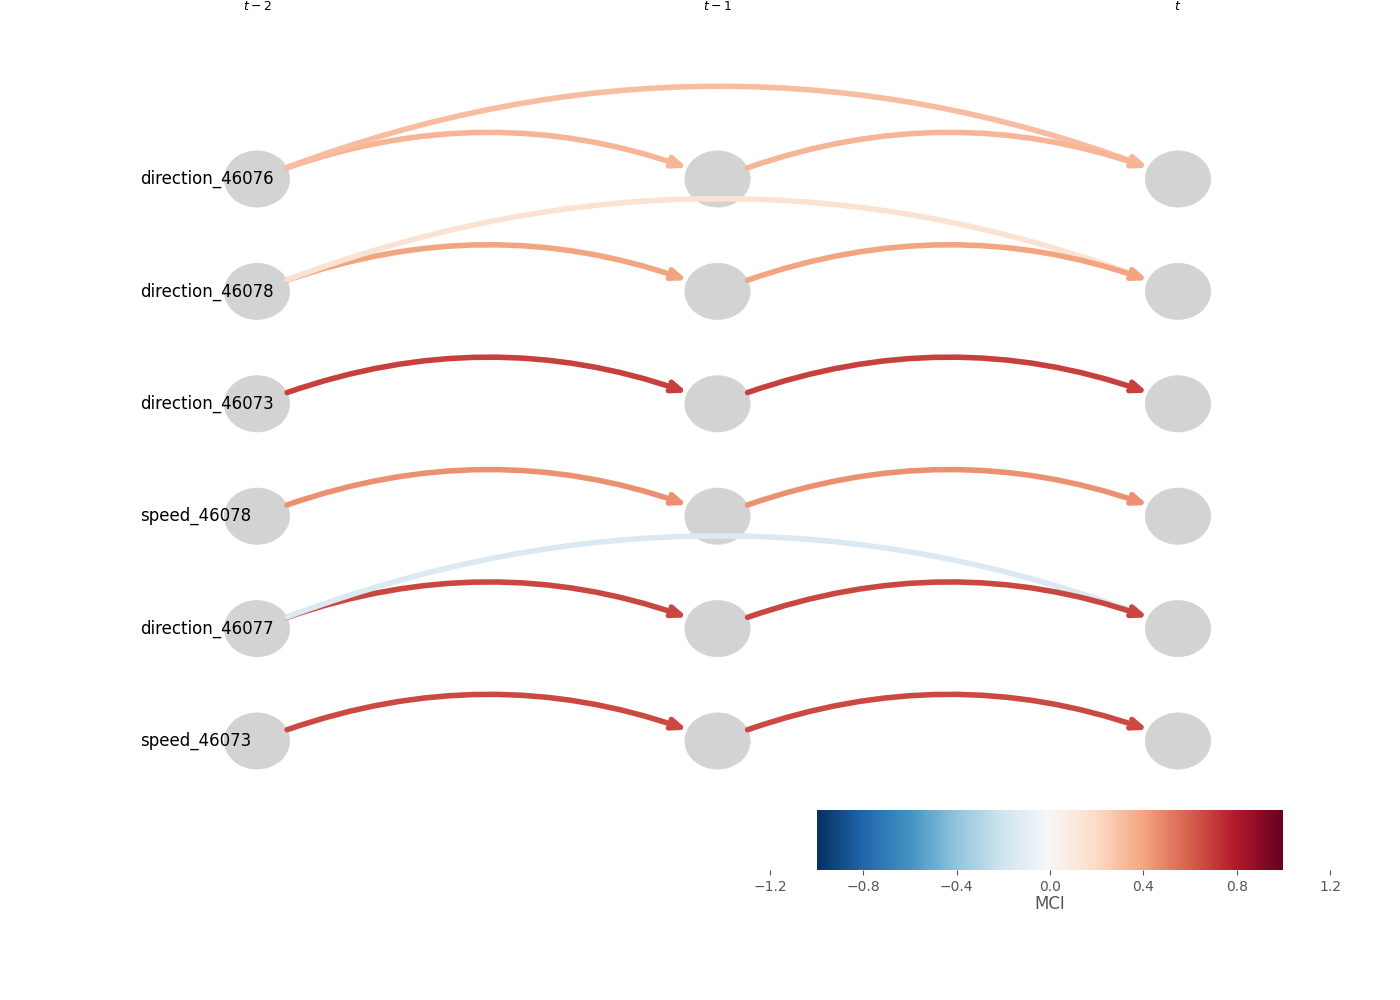 t − 2 t − 1 t
direction_46076
direction_46078
direction_46073
speed_46078
direction_46077
speed_46073
−1.2 −0.8 −0.4 0.0 0.4 0.8 1.2
MCI